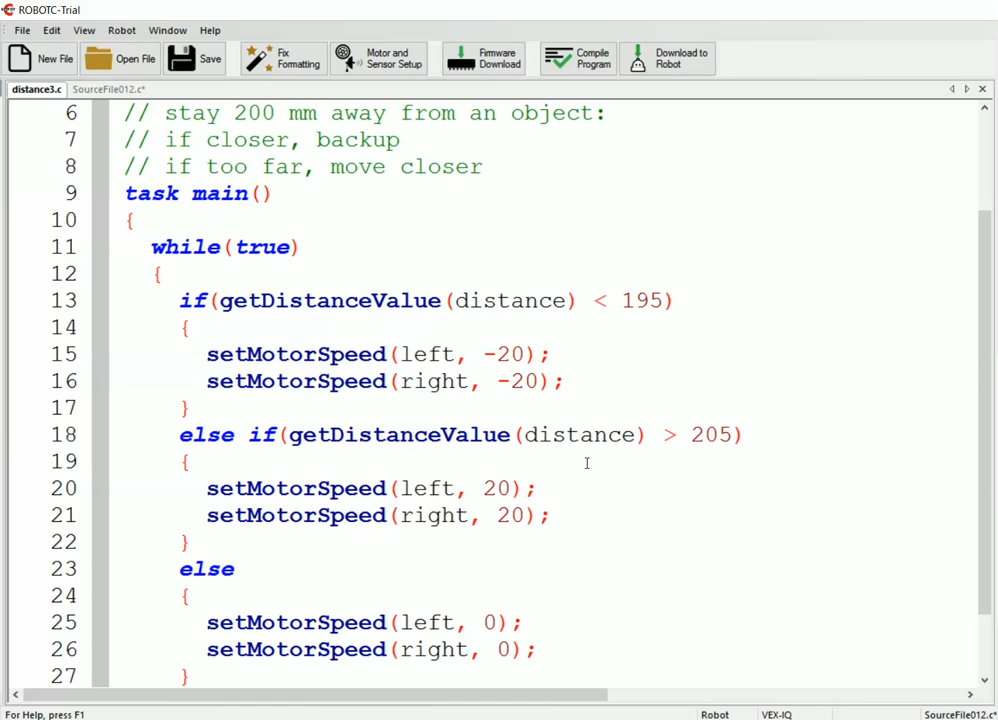 ROBOTC-Trial
File Edit View Robot Window Help
New File Open File Save Fix Formatting Motor and Sensor Setup Firmware Download Compile Program Download to Robot
distance3.c SourceFile012.c*
6 // stay 200 mm away from an object:
7 // if closer, backup
8 // if too far, move closer
9 task main()
10 {
11 while(true)
12 {
13 if(getDistanceValue(distance) < 195)
14 {
15 setMotorSpeed(left, -20);
16 setMotorSpeed(right, -20);
17 }
18 else if(getDistanceValue(distance) > 205)
19 {
20 setMotorSpeed(left, 20);
21 setMotorSpeed(right, 20);
22 }
23 else
24 {
25 setMotorSpeed(left, 0);
26 setMotorSpeed(right, 0);
27 }
For Help, press F1 Robot VEX-IQ SourceFile012.c*